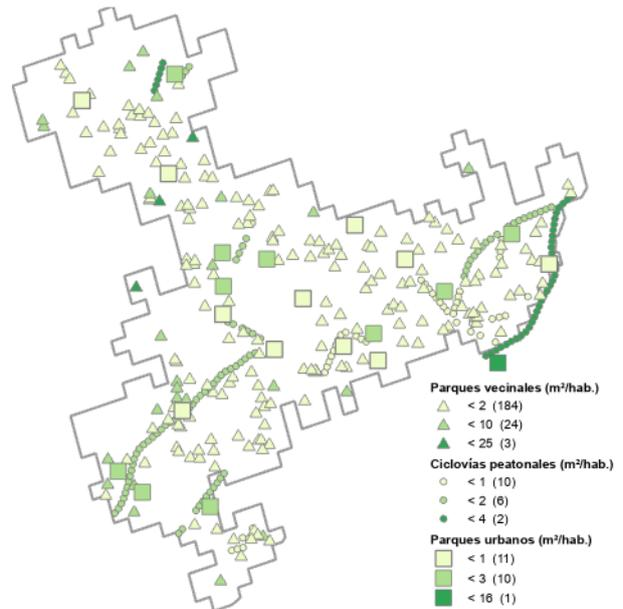 Parques vecinales (m²/hab.)
< 2 (184)
< 10 (24)
< 25 (3)
Ciclovías peatonales (m²/hab.)
< 1 (10)
< 2 (6)
< 4 (2)
Parques urbanos (m²/hab.)
< 1 (11)
< 3 (10)
< 16 (1)